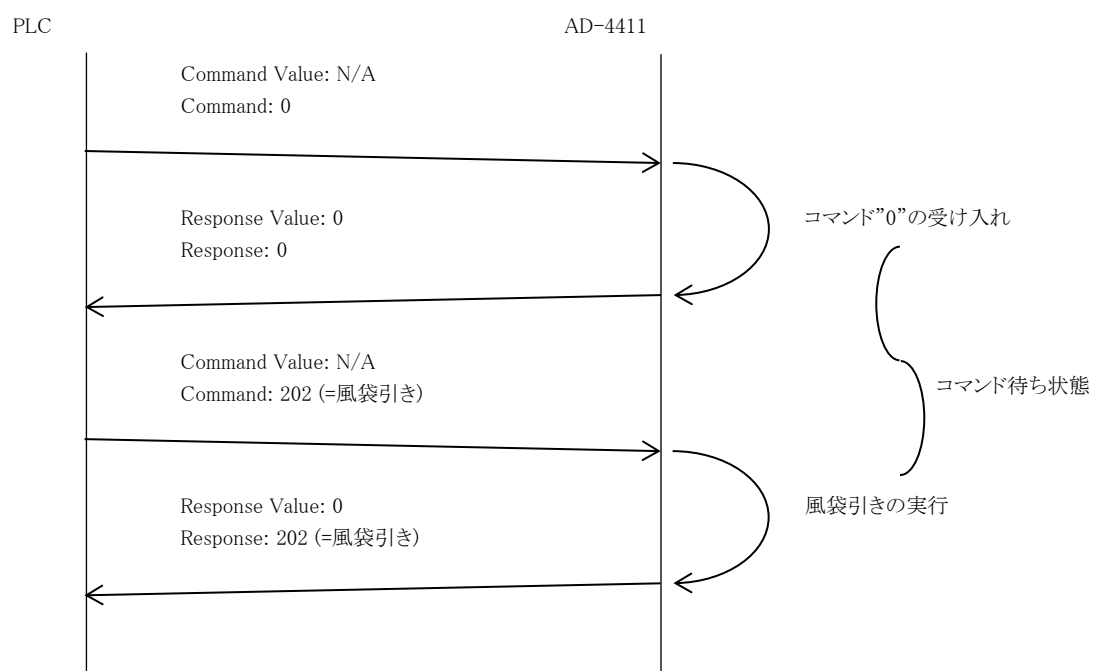 PLC
AD-4411
Command Value: N/A
Command: 0
Response Value: 0
Response: 0
コマンド”0”の受け入れ
Command Value: N/A
Command: 202 (=風袋引き)
コマンド待ち状態
Response Value: 0
Response: 202 (=風袋引き)
風袋引きの実行